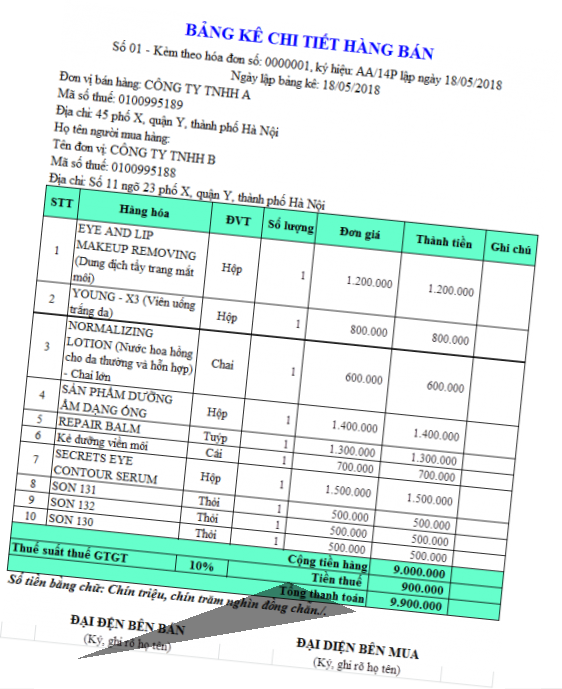 BẢNG KÊ CHI TIẾT HÀNG BÁN
Số 01 - Kèm theo hóa đơn số: 0000001, ký hiệu: AA/14P lập ngày 18/05/2018
Ngày lập bảng kê: 18/05/2018
Đơn vị bán hàng: CÔNG TY TNHH A
Mã số thuế: 0100995189
Địa chỉ: 45 phố X, quận Y, thành phố Hà Nội
Họ tên người mua hàng:
Tên đơn vị: CÔNG TY TNHH B
Mã số thuế: 0100995188
Địa chỉ: Số 11 ngõ 23 phố X, quận Y, thành phố Hà Nội
STT Hàng hóa ĐVT Số lượng Đơn giá Thành tiền Ghi chú
EYE AND LIP
MAKEUP REMOVING
1 (Dung dịch tẩy trang mắt Hộp 1 1.200.000 1.200.000
môi)
2 YOUNG - X3 (Viên uống Hộp 1 800.000 800.000
trắng da)
NORMALIZING
3 LOTION (Nước hoa hồng Chai 1 600.000 600.000
cho da thường và hỗn hợp)
- Chai lớn
4 SẢN PHẨM DƯỠNG Hộp 1 1.400.000 1.400.000
ẨM DẠNG ỐNG
5 REPAIR BALM Tuýp 1 1.300.000 1.300.000
6 Kẻ dưỡng viền môi Cái 1 700.000 700.000
7 SECRETS EYE Hộp 1 1.500.000 1.500.000
CONTOUR SERUM
8 SON 131 Thỏi 1 500.000 500.000
9 SON 132 Thỏi 1 500.000 500.000
10 SON 130 Thỏi 1 500.000 500.000
Cộng tiền hàng 9.000.000
Thuế suất thuế GTGT 10% Tiền thuế 900.000
Tổng thanh toán 9.900.000
Số tiền bằng chữ: Chín triệu, chín trăm nghìn đồng chẵn./.
ĐẠI ĐỆN BÊN BÁN
(Ký, ghi rõ họ tên)
ĐẠI DIỆN BÊN MUA
(Ký, ghi rõ họ tên)